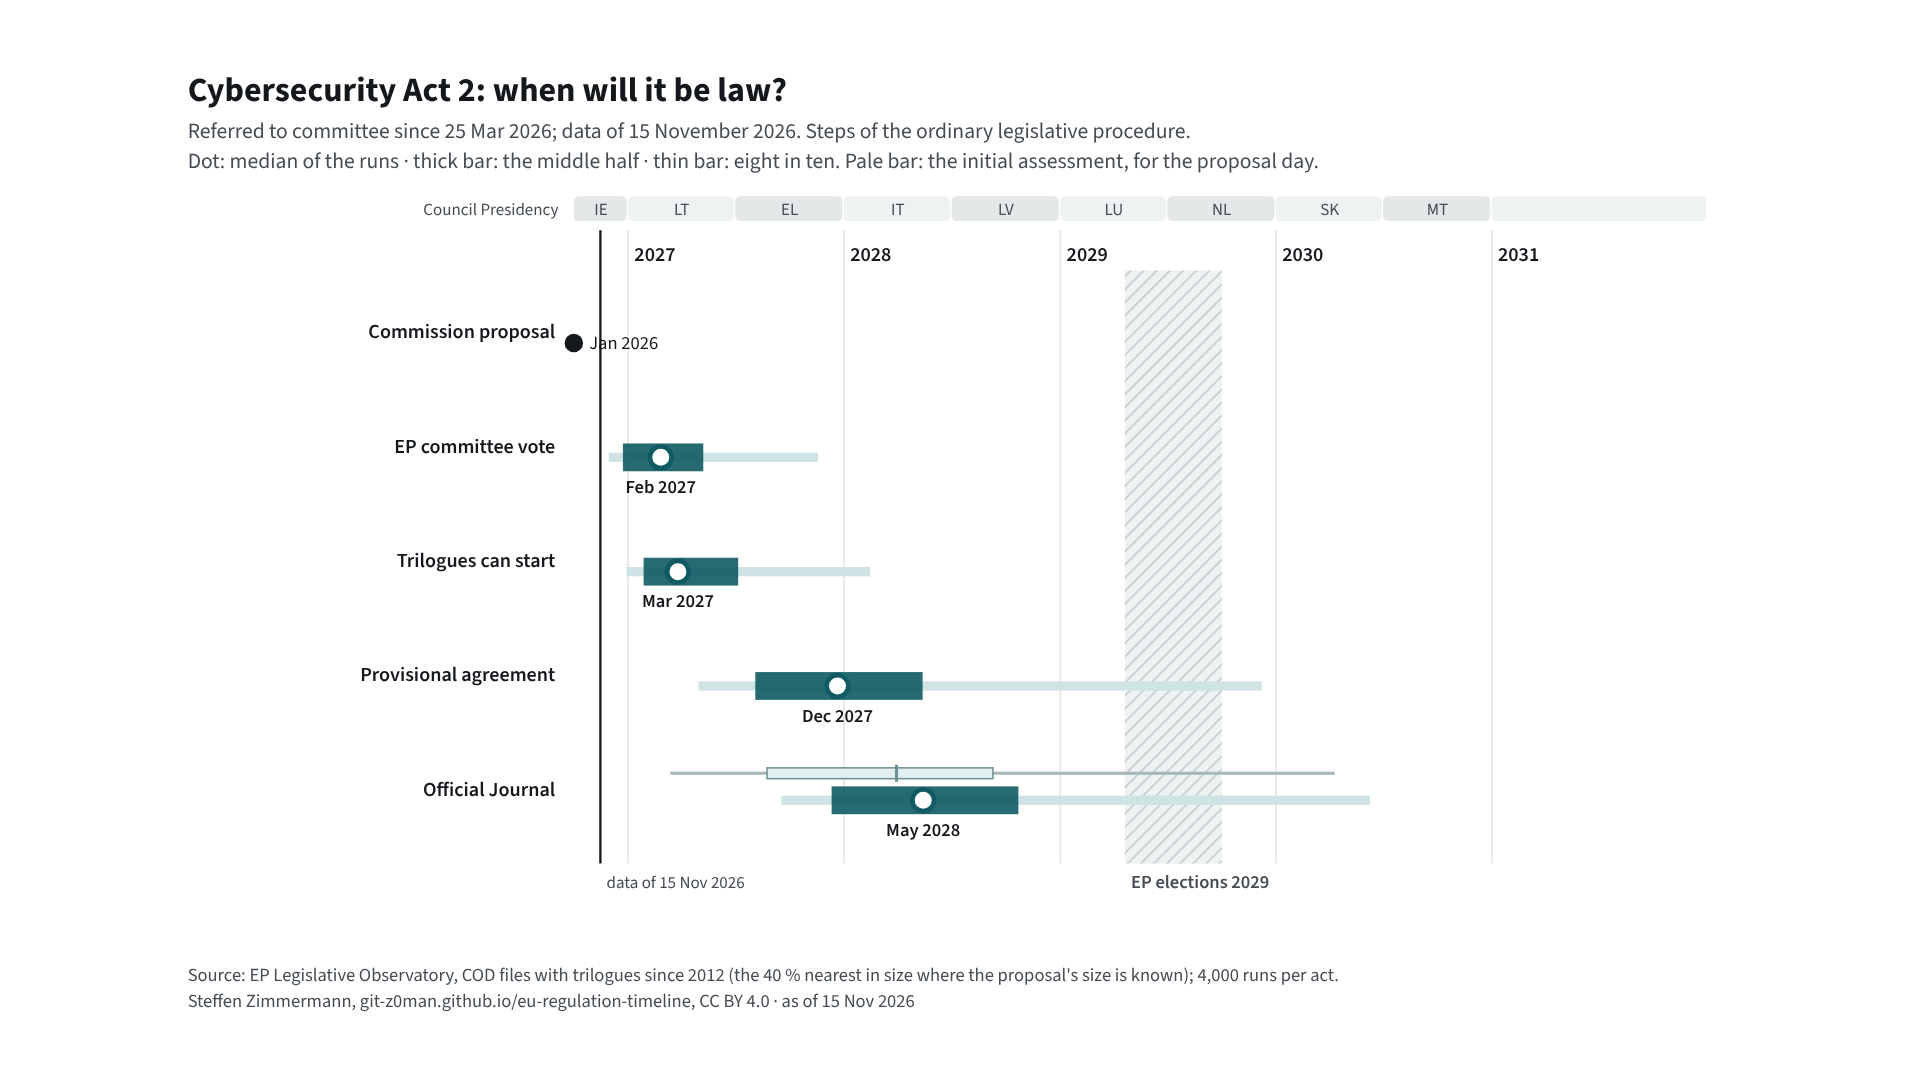 Cybersecurity Act 2: when will it be law?
Referred to committee since 25 Mar 2026; data of 15 November 2026. Steps of the ordinary legislative procedure.
Dot: median of the runs · thick bar: the middle half · thin bar: eight in ten. Pale bar: the initial assessment, for the proposal day.
Council Presidency IE LT EL IT LV LU NL SK MT
2027 2028 2029 2030 2031
Commission proposal
Jan 2026
EP committee vote
Feb 2027
Trilogues can start
Mar 2027
Provisional agreement
Dec 2027
Official Journal
May 2028
data of 15 Nov 2026 EP elections 2029
Source: EP Legislative Observatory, COD files with trilogues since 2012 (the 40 % nearest in size where the proposal's size is known); 4,000 runs per act.
Steffen Zimmermann, git-z0man.github.io/eu-regulation-timeline, CC BY 4.0 · as of 15 Nov 2026